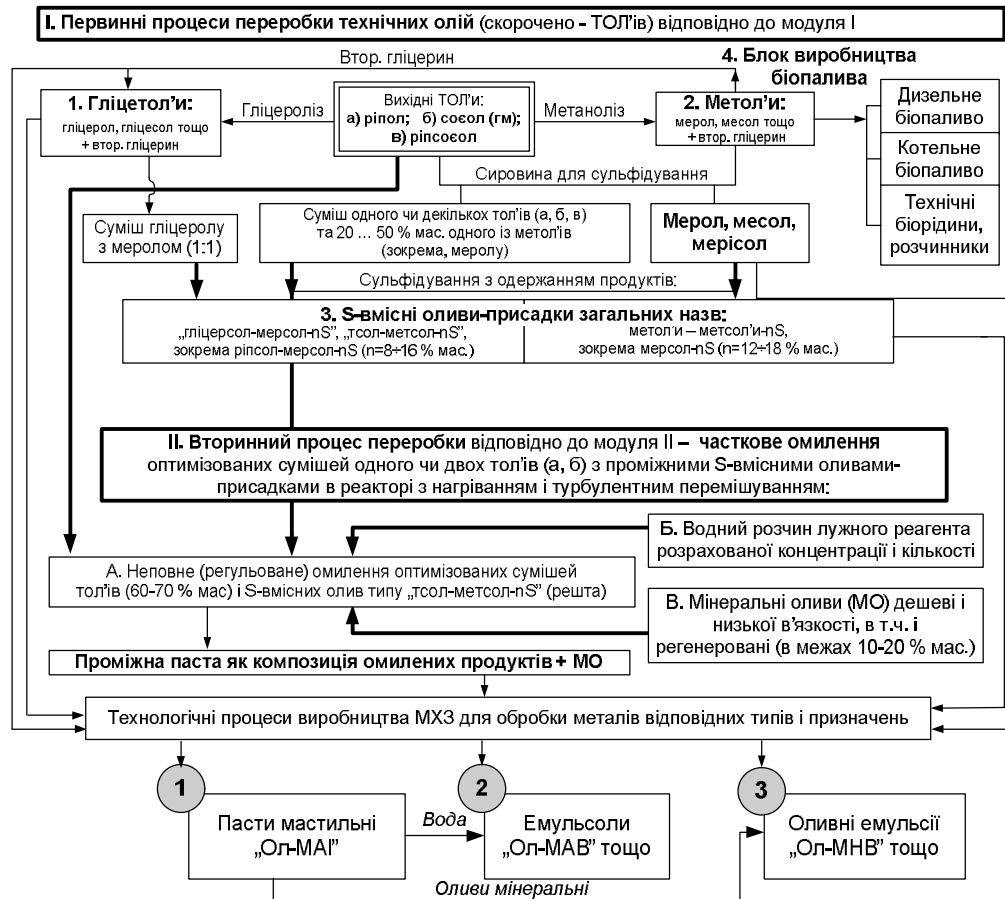 І. Первинні процеси переробки технічних олій (скорочено - ТОЛ’ів) відповідно до модуля І
Втор. гліцерин
4. Блок виробництва
біопалива
1. Гліцетол’и:
гліцерол, гліцесол тощо
+ втор. гліцерин
Гліцероліз
Вихідні ТОЛ’и:
а) ріпол; б) соєол (гм);
в) ріпсоєол
Метаноліз
2. Метол’и:
мерол, месол тощо
+ втор. гліцерин
Дизельне
біопаливо
Котельне
біопаливо
Технічні
біорідини,
розчинники
Сировина для сульфідування
Суміш гліцеролу
з меролом (1:1)
Суміш одного чи декількох тол’ів (а, б, в)
та 20 ... 50 % мас. одного із метол’ів
(зокрема, меролу)
Мерол, месол,
мерісол
Сульфідування з одержанням продуктів:
3. S-вмісні оливи-присадки загальних назв:
„гліцерсол-мерсол-nS”, „тсол-метсол-nS”,
зокрема ріпсол-мерсол-nS (n=8÷16 % мас.)
метол’и – метсол’и-nS,
зокрема мерсол-nS (n=12÷18 % мас.)
ІІ. Вторинний процес переробки відповідно до модуля ІІ – часткове омилення
оптимізованих сумішей одного чи двох тол’ів (а, б) з проміжними S-вмісними оливами-
присадками в реакторі з нагріванням і турбулентним перемішуванням:
Б. Водний розчин лужного реагента
розрахованої концентрації і кількості
А. Неповне (регульоване) омилення оптимізованих сумішей
тол’ів (60-70 % мас) і S-вмісних олив типу „тсол-метсол-nS” (решта)
В. Мінеральні оливи (МО) дешеві і
низької в’язкості, в т.ч. і
регенеровані (в межах 10-20 % мас.)
Проміжна паста як композиція омилених продуктів + МО
Технологічні процеси виробництва МХЗ для обробки металів відповідних типів і призначень
1
2
3
Пасти мастильні
„Ол-МАІ”
Вода
Емульсоли
„Ол-МАВ” тощо
Оливні емульсії
„Ол-МНВ” тощо
Оливи мінеральні